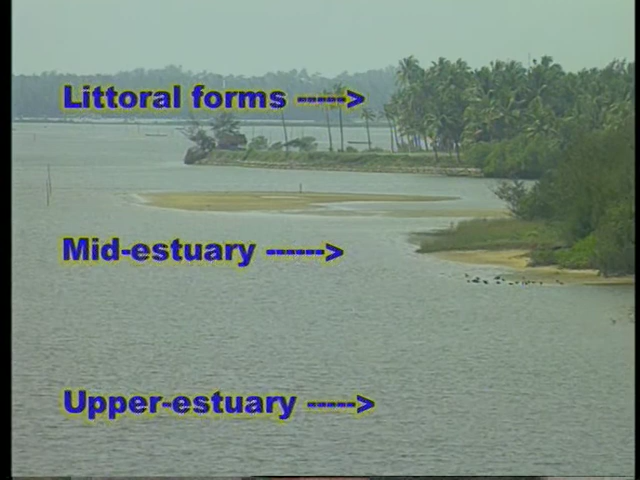 Littoral forms ----->
Mid-estuary ------>
Upper-estuary ----->